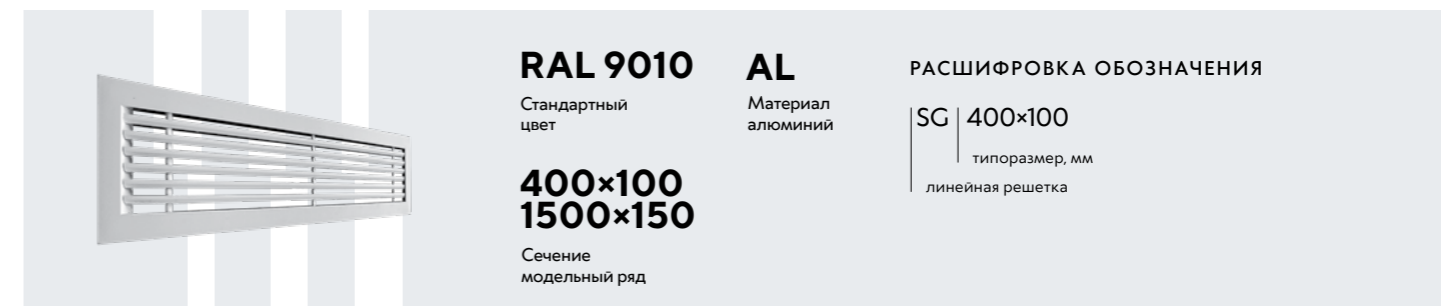 RAL 9010
Стандартный
цвет
400×100
1500×150
Сечение
модельный ряд
AL
Материал
алюминий
РАСШИФРОВКА ОБОЗНАЧЕНИЯ
SG 400×100
типоразмер, мм
линейная решетка